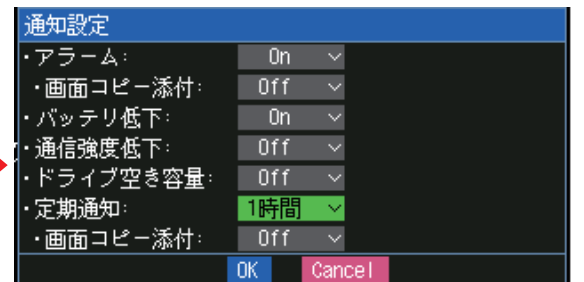 通知設定
・アラーム: On
・画面コピー添付: Off
・バッテリ低下: On
・通信強度低下: Off
・ドライブ空き容量: Off
・定期通知: 1時間
・画面コピー添付: Off
OK Cancel